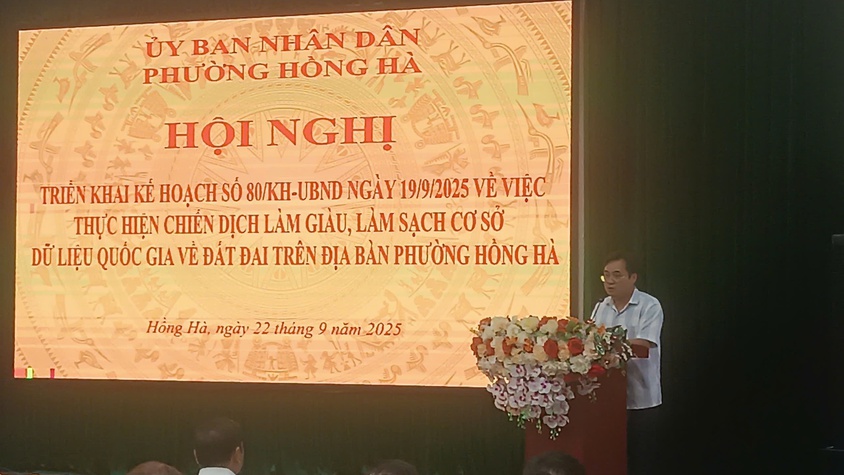 ỦY BAN NHÂN DÂN
PHƯỜNG HỒNG HÀ
HỘI NGHỊ
TRIỂN KHAI KẾ HOẠCH SỐ 80/KH-UBND NGÀY 19/9/2025 VỀ VIỆC
THỰC HIỆN CHIẾN DỊCH LÀM GIÀU, LÀM SẠCH CƠ SỞ
DỮ LIỆU QUỐC GIA VỀ ĐẤT ĐAI TRÊN ĐỊA BÀN PHƯỜNG HỒNG HÀ
Hồng Hà, ngày 22 tháng 9 năm 2025